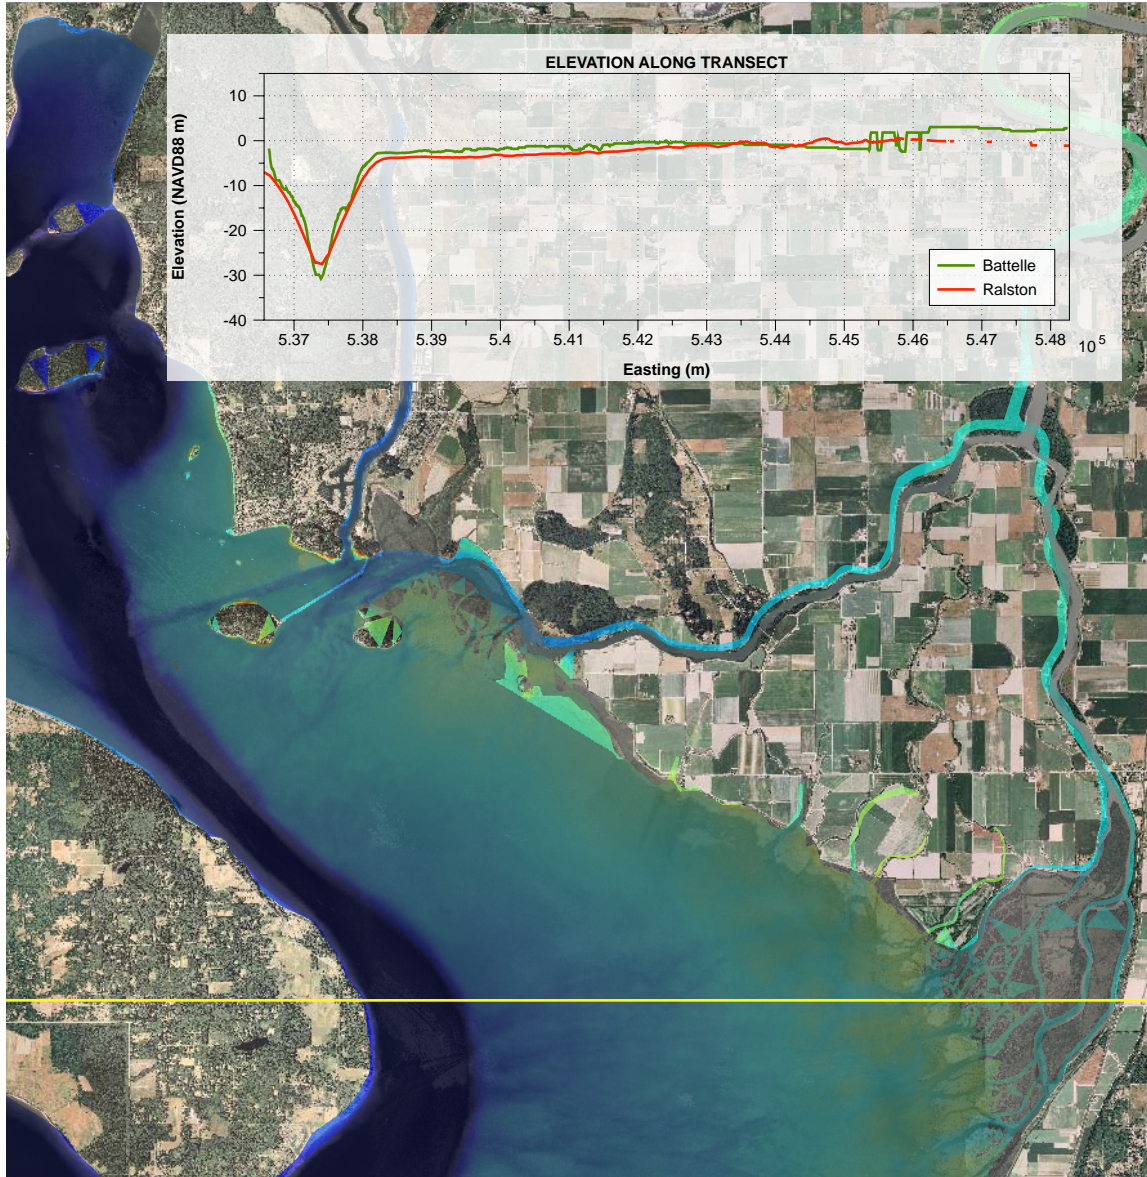 ELEVATION ALONG TRANSECT
Elevation (NAVD88 m)
10
0
-10
-20
-30
-40
Battelle
Ralston
5.37 5.38 5.39 5.4 5.41 5.42 5.43 5.44 5.45 5.46 5.47 5.48 10⁵
Easting (m)